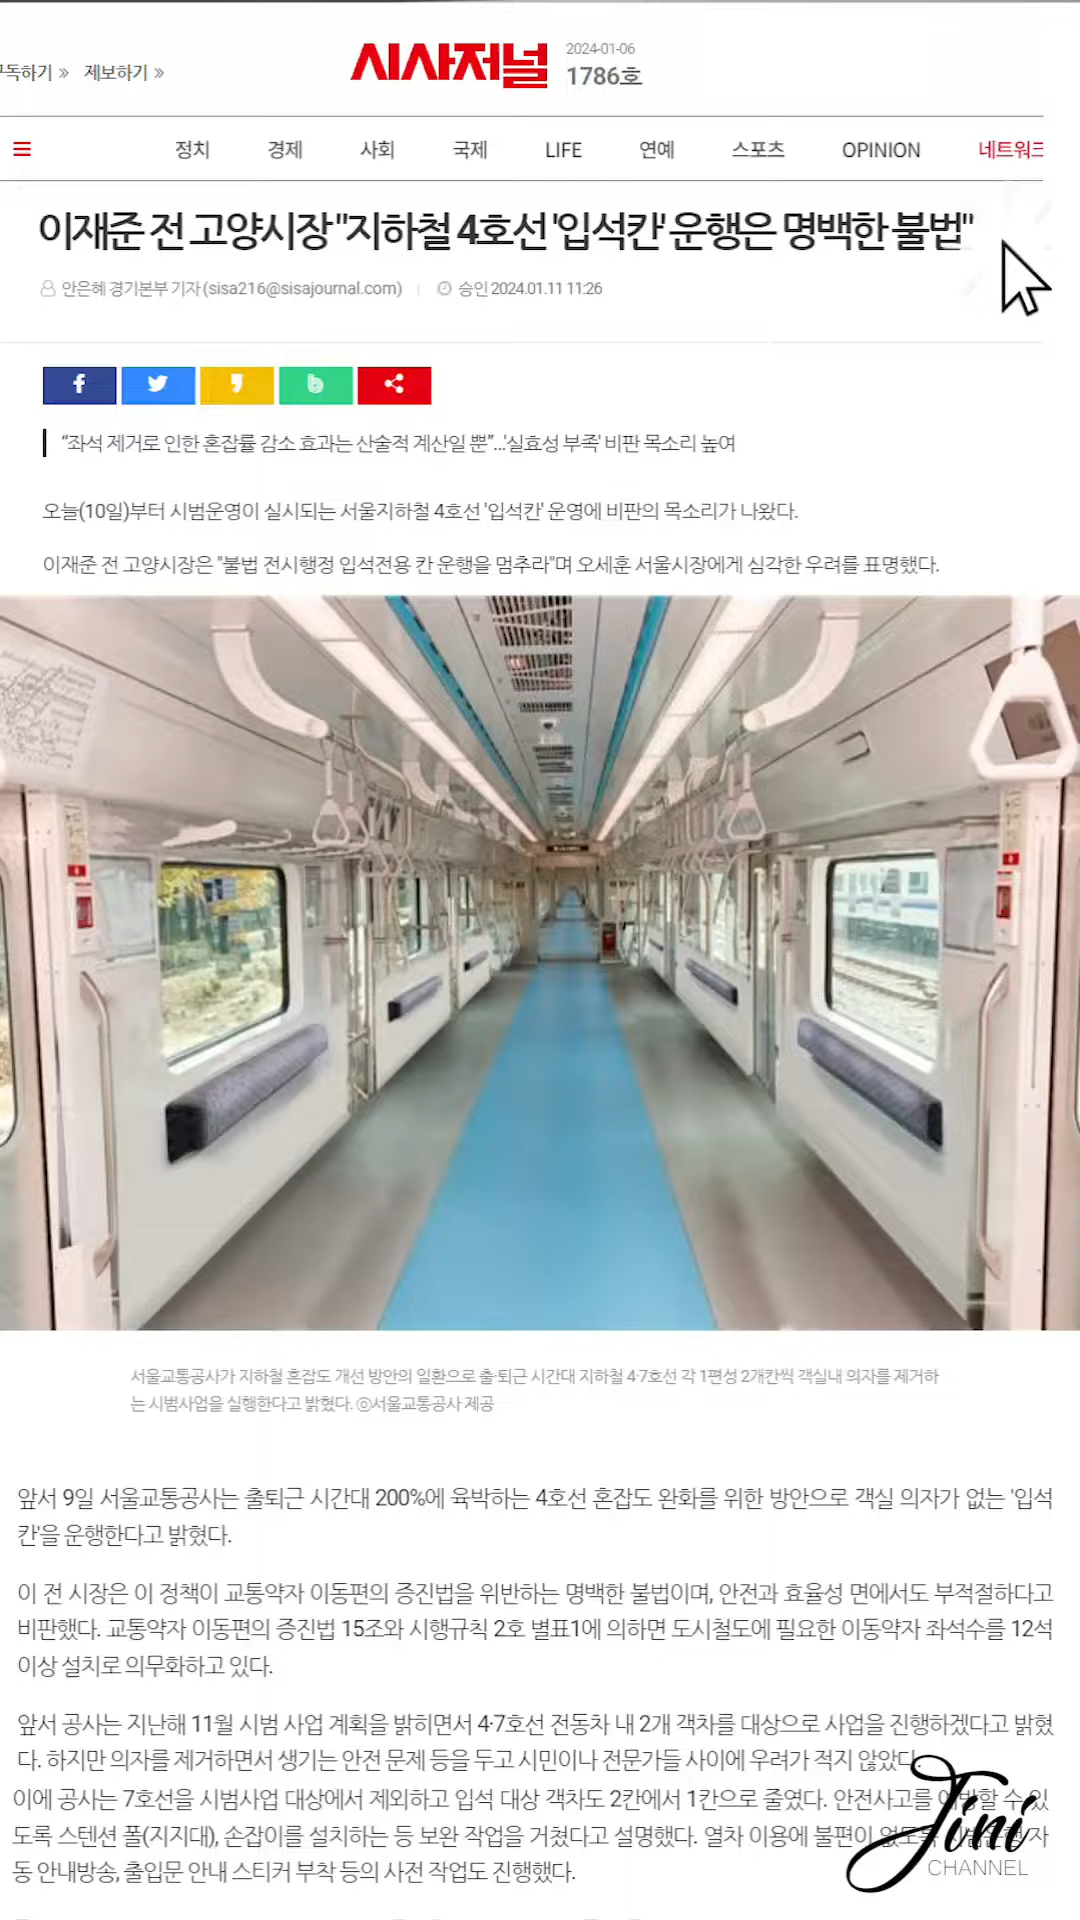 구독하기 » 제보하기 »
시사저널
2024-01-06
1786호
정치 경제 사회 국제 LIFE 연예 스포츠 OPINION 네트워크
이재준 전 고양시장 "지하철 4호선 '입석칸' 운행은 명백한 불법"
안은혜 경기본부 기자 (sisa216@sisajournal.com) 승인 2024.01.11 11:26
“좌석 제거로 인한 혼잡률 감소 효과는 산술적 계산일 뿐”…'실효성 부족' 비판 목소리 높여
오늘(10일)부터 시범운영이 실시되는 서울지하철 4호선 '입석칸' 운영에 비판의 목소리가 나왔다.
이재준 전 고양시장은 "불법 전시행정 입석전용 칸 운행을 멈추라"며 오세훈 서울시장에게 심각한 우려를 표명했다.
서울교통공사가 지하철 혼잡도 개선 방안의 일환으로 출·퇴근 시간대 지하철 4·7호선 각 1편성 2개칸씩 객실내 의자를 제거하
는 시범사업을 실행한다고 밝혔다. ⓒ서울교통공사 제공
앞서 9일 서울교통공사는 출퇴근 시간대 200%에 육박하는 4호선 혼잡도 완화를 위한 방안으로 객실 의자가 없는 '입석
칸'을 운행한다고 밝혔다.
이 전 시장은 이 정책이 교통약자 이동편의 증진법을 위반하는 명백한 불법이며, 안전과 효율성 면에서도 부적절하다고
비판했다. 교통약자 이동편의 증진법 15조와 시행규칙 2호 별표1에 의하면 도시철도에 필요한 이동약자 좌석수를 12석
이상 설치로 의무화하고 있다.
앞서 공사는 지난해 11월 시범 사업 계획을 밝히면서 4·7호선 전동차 내 2개 객차를 대상으로 사업을 진행하겠다고 밝혔
다. 하지만 의자를 제거하면서 생기는 안전 문제 등을 두고 시민이나 전문가들 사이에 우려가 적지 않았다.
이에 공사는 7호선을 시범사업 대상에서 제외하고 입석 대상 객차도 2칸에서 1칸으로 줄였다. 안전사고를 예방할 수 있
도록 스텐션 폴(지지대), 손잡이를 설치하는 등 보완 작업을 거쳤다고 설명했다. 열차 이용에 불편이 없도록 자
동 안내방송, 출입문 안내 스티커 부착 등의 사전 작업도 진행했다.
Jini
CHANNEL